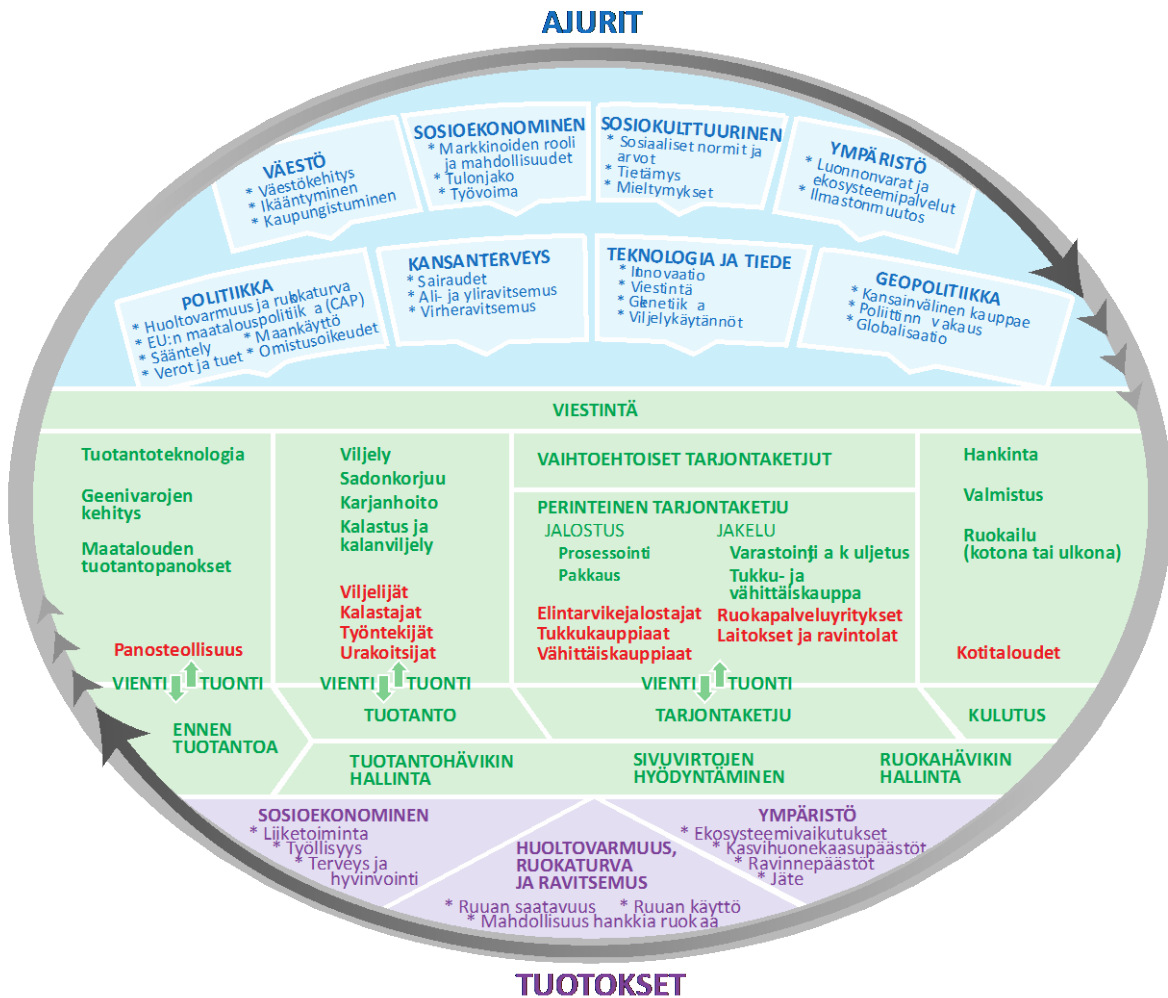 AJURIT
VÄESTÖ
* Väestökehitys
* Ikääntyminen
* Kaupungistuminen
SOSIOEKONOMINEN
* Markkinoiden rooli
ja mahdollisuudet
* Tulonjako
* Työvoima
SOSIOKULTTUURINEN
* Sosiaaliset normit ja
arvot
* Tietämys
* Mieltymykset
YMPÄRISTÖ
* Luonnonvarat ja
ekosysteemipalvelut
* Ilmastonmuutos
POLITIIKKA
* Huoltovarmuus ja ruokaturva
* EU:n maatalouspolitiik a (CAP)
* Sääntely * Maankäyttö
* Verot ja tuet * Omistusoikeudet
KANSANTERVEYS
* Sairaudet
* Ali- ja yliravitsemus
* Virheravitsemus
TEKNOLOGIA JA TIEDE
* Innovaatio
* Viestintä
* Genetiik a
* Viljelykäytännöt
GEOPOLITIIKKA
* Kansainvälinen kauppae
* Poliittinn vakaus
* Globalisaatio
VIESTINTÄ
Tuotantoteknologia
Geenivarojen
kehitys
Maatalouden
tuotantopanokset
Panosteollisuus
VIENTI TUONTI
Viljely
Sadonkorjuu
Karjanhoito
Kalastus ja
kalanviljely
Viljelijät
Kalastajat
Työntekijät
Urakoitsijat
VIENTI TUONTI
VAIHTOEHTOISET TARJONTAKETJUT
PERINTEINEN TARJONTAKETJU
JALOSTUS
Prosessointi
Pakkaus
JAKELU
Varastointi a k uljetus
Tukku- ja
vähittäiskauppa
Elintarvikejalostajat
Tukkukauppiaat
Vähittäiskauppiaat
Ruokapalveluyritykset
Laitokset ja ravintolat
VIENTI TUONTI
Hankinta
Valmistus
Ruokailu
(kotona tai ulkona)
Kotitaloudet
ENNEN
TUOTANTOA
TUOTANTO
TARJONTAKETJU
KULUTUS
TUOTANTOHÄVIKIN
HALLINTA
SIVUVIRTOJEN
HYÖDYNTÄMINEN
RUOKAHÄVIKIN
HALLINTA
SOSIOEKONOMINEN
* Liiketoiminta
* Työllisyys
* Terveys ja
hyvinvointi
HUOLTOVARMUUS,
RUOKATURVA
JA RAVITSEMUS
* Ruuan saatavuus * Ruuan käyttö
* Mahdollisuus hankkia ruokaa
YMPÄRISTÖ
* Ekosysteemivaikutukset
* Kasvihuonekaasupäästöt
* Ravinnepäästöt
* Jäte
TUOTOKSET